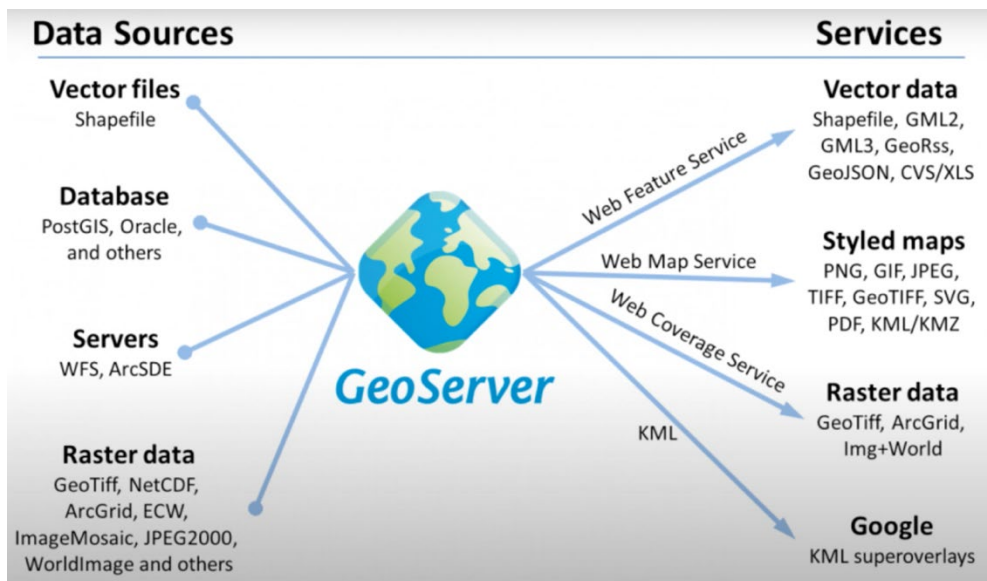 Data Sources
Services
Vector files
Shapefile
Database
PostGIS, Oracle,
and others
Servers
WFS, ArcSDE
Raster data
GeoTiff, NetCDF,
ArcGrid, ECW,
ImageMosaic, JPEG2000,
WorldImage and others
GeoServer
Web Feature Service
Web Map Service
Web Coverage Service
KML
Vector data
Shapefile, GML2,
GML3, GeoRss,
GeoJSON, CVS/XLS
Styled maps
PNG, GIF, JPEG,
TIFF, GeoTIFF, SVG,
PDF, KML/KMZ
Raster data
GeoTiff, ArcGrid,
Img+World
Google
KML superoverlays